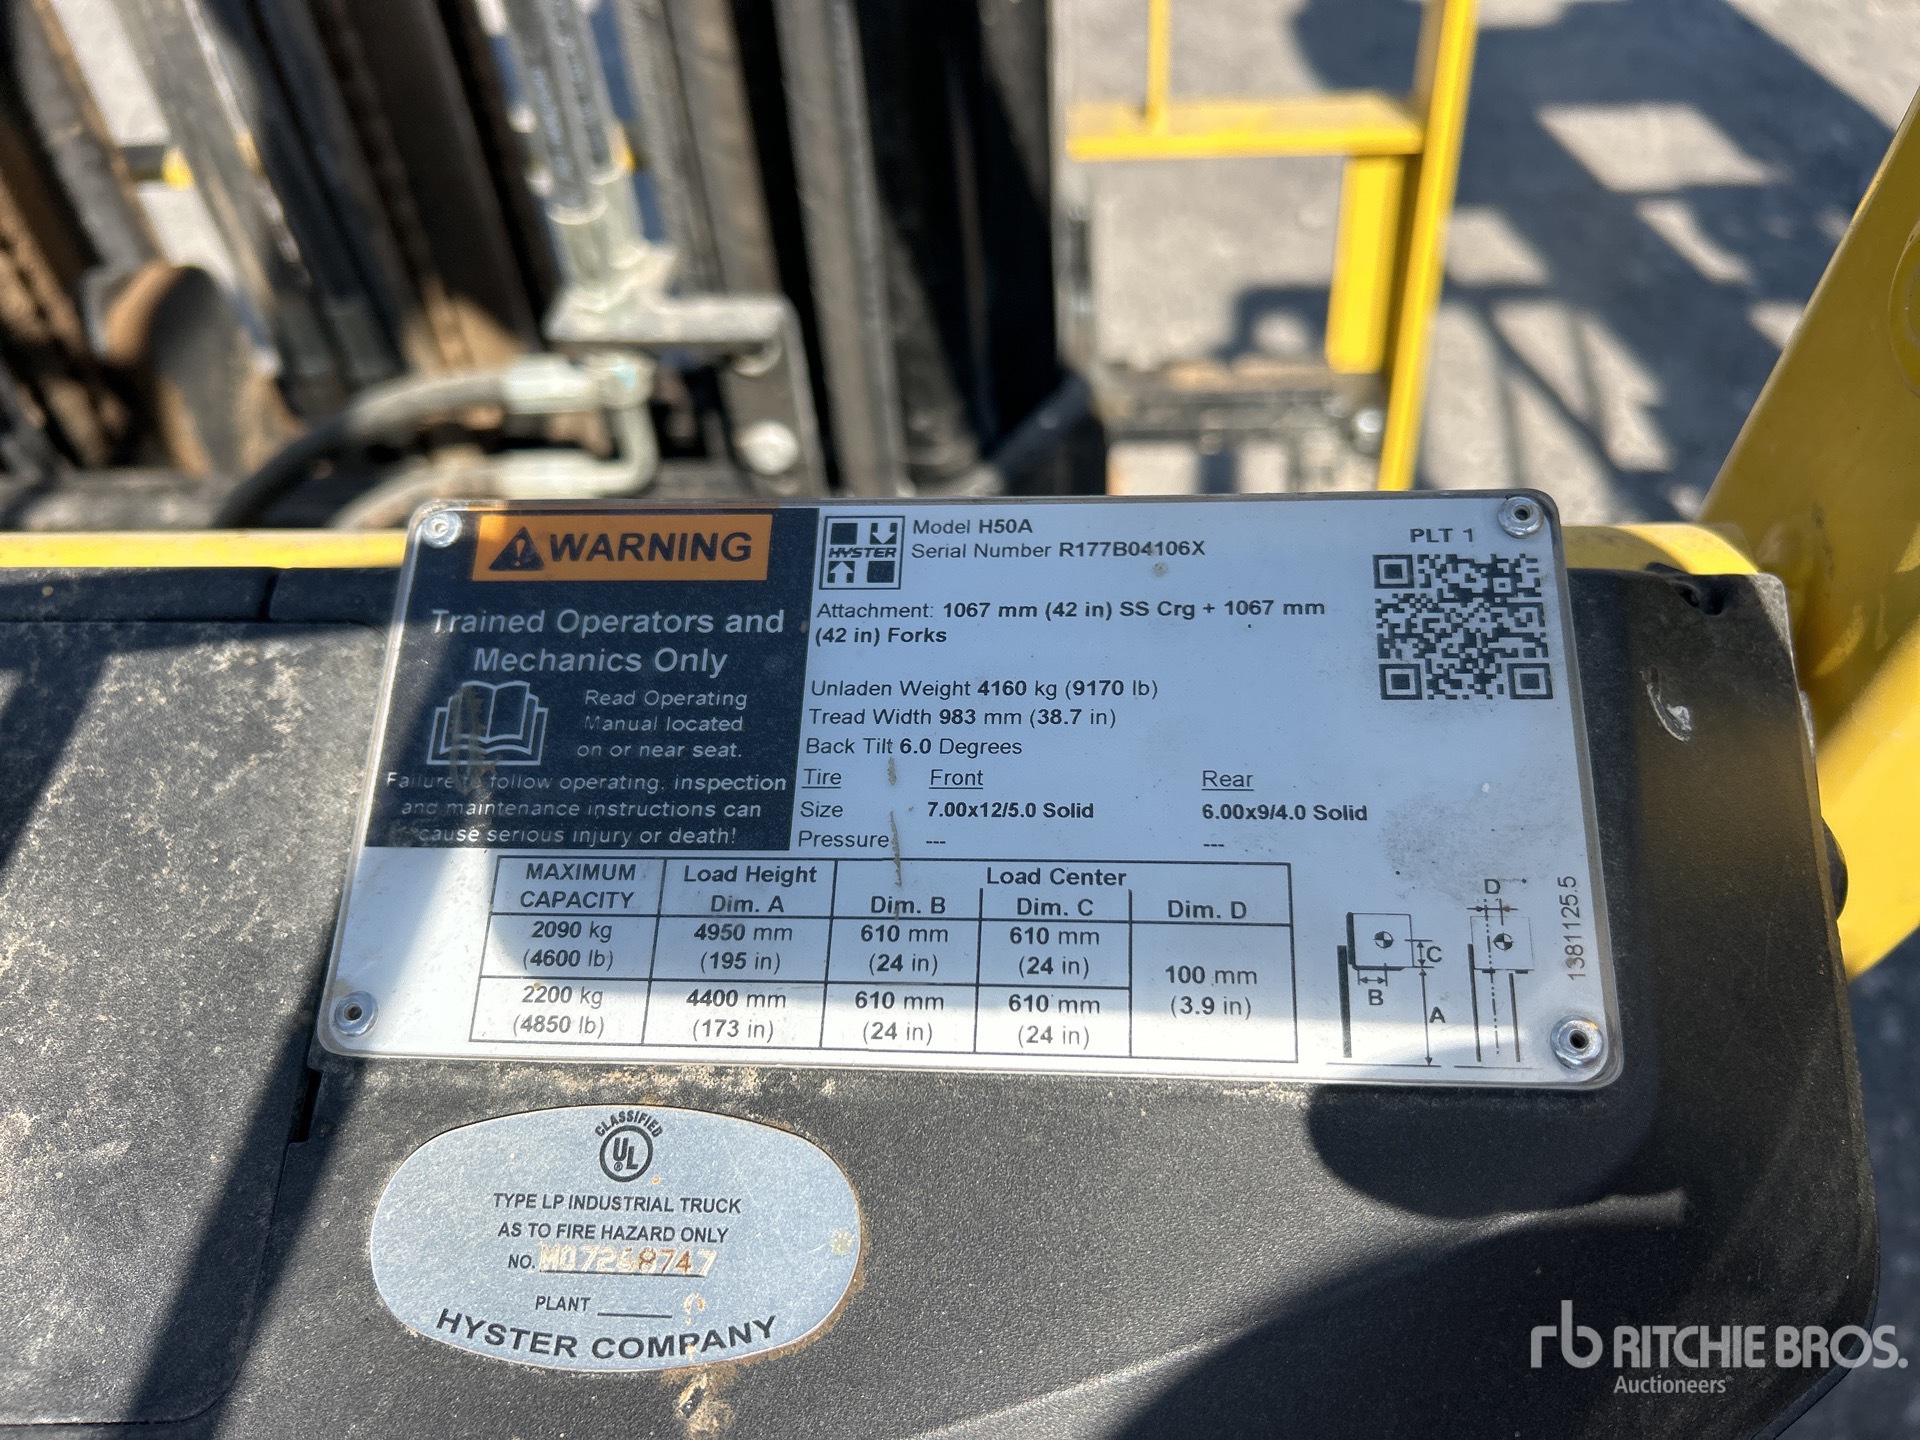 WARNING
Trained Operators and
Mechanics Only
Read Operating
Manual located
on or near seat.
Failure to follow operating, inspection
and maintenance instructions can
cause serious injury or death!
HYSTER
Model H50A
Serial Number R177B04106X
PLT 1
Attachment: 1067 mm (42 in) SS Crg + 1067 mm
(42 in) Forks
Unladen Weight 4160 kg (9170 lb)
Tread Width 983 mm (38.7 in)
Back Tilt 6.0 Degrees
Tire Front Rear
Size 7.00x12/5.0 Solid 6.00x9/4.0 Solid
Pressure --- ---
MAXIMUM Load Height Load Center
CAPACITY Dim. A Dim. B Dim. C Dim. D
2090 kg 4950 mm 610 mm 610 mm
(4600 lb) (195 in) (24 in) (24 in)
100 mm
(3.9 in)
2200 kg 4400 mm 610 mm 610 mm
(4850 lb) (173 in) (24 in) (24 in)
D
C
B
A
1381125.5
CLASSIFIED
UL
®
TYPE LP INDUSTRIAL TRUCK
AS TO FIRE HAZARD ONLY
NO.
PLANT
HYSTER COMPANY
rb RITCHIE BROS.
Auctioneers